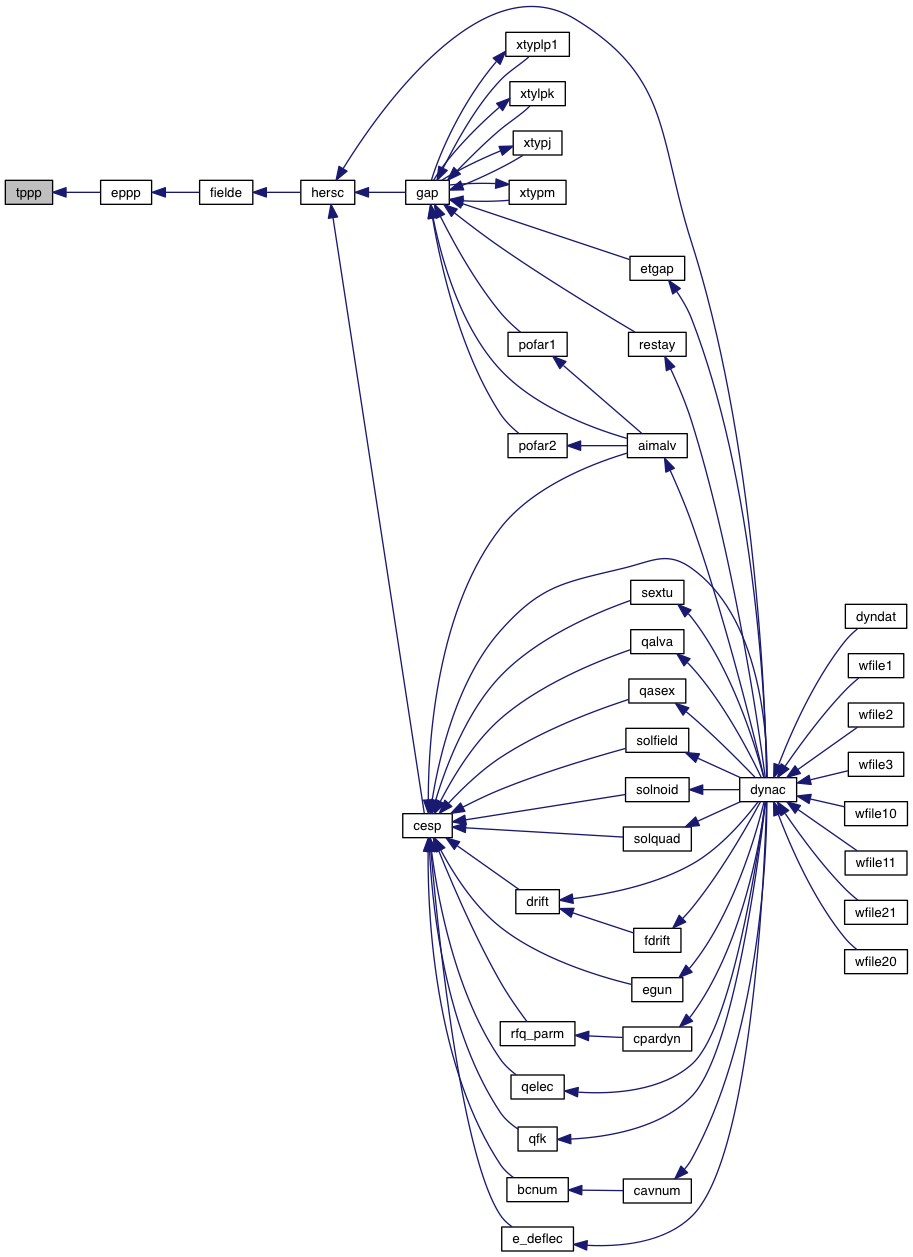 xtyplp1
xtylpk
xtypj
tppp
eppp
fielde
hersc
gap
xtypm
etgap
pofar1
restay
pofar2
aimalv
sextu
dyndat
qalva
wfile1
qasex
wfile2
solfield
wfile3
solnoid
dynac
wfile10
cesp
solquad
wfile11
drift
wfile21
fdrift
wfile20
egun
rfq_parm
cpardyn
qelec
qfk
bcnum
cavnum
e_deflec